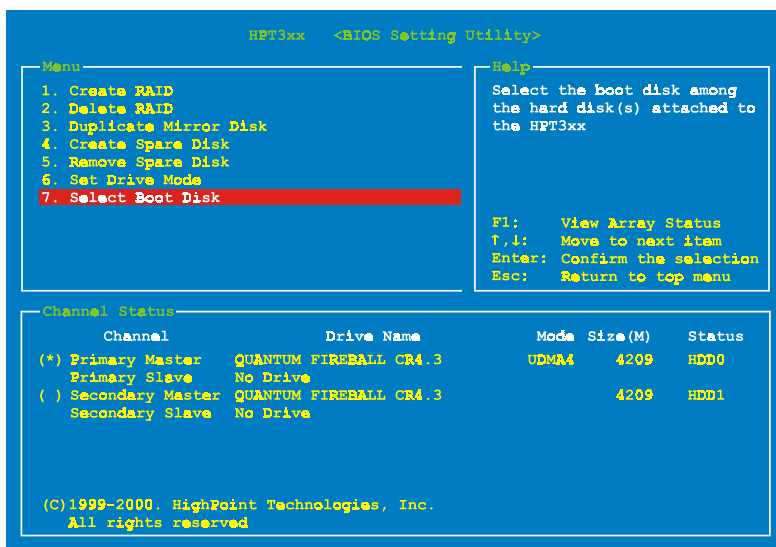 HPT3xx <BIOS Setting Utility>
Menu
1. Create RAID
2. Delete RAID
3. Duplicate Mirror Disk
4. Create Spare Disk
5. Remove Spare Disk
6. Set Drive Mode
7. Select Boot Disk
Help
Select the boot disk among
the hard disk(s) attached to
the HPT3xx
F1: View Array Status
↑,↓: Move to next item
Enter: Confirm the selection
Esc: Return to top menu
Channel Status
Channel Drive Name Mode Size(M) Status
(*) Primary Master QUANTUM FIREBALL CR4.3 UDMA4 4209 HDD0
Primary Slave No Drive
( ) Secondary Master QUANTUM FIREBALL CR4.3 4209 HDD1
Secondary Slave No Drive
(C)1999-2000. HighPoint Technologies, Inc.
All rights reserved